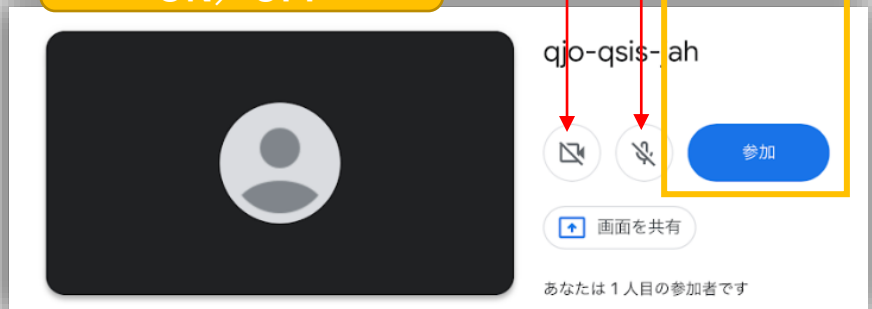 qjo-qsis-jah
参加
画面を共有
あなたは 1 人目の参加者です